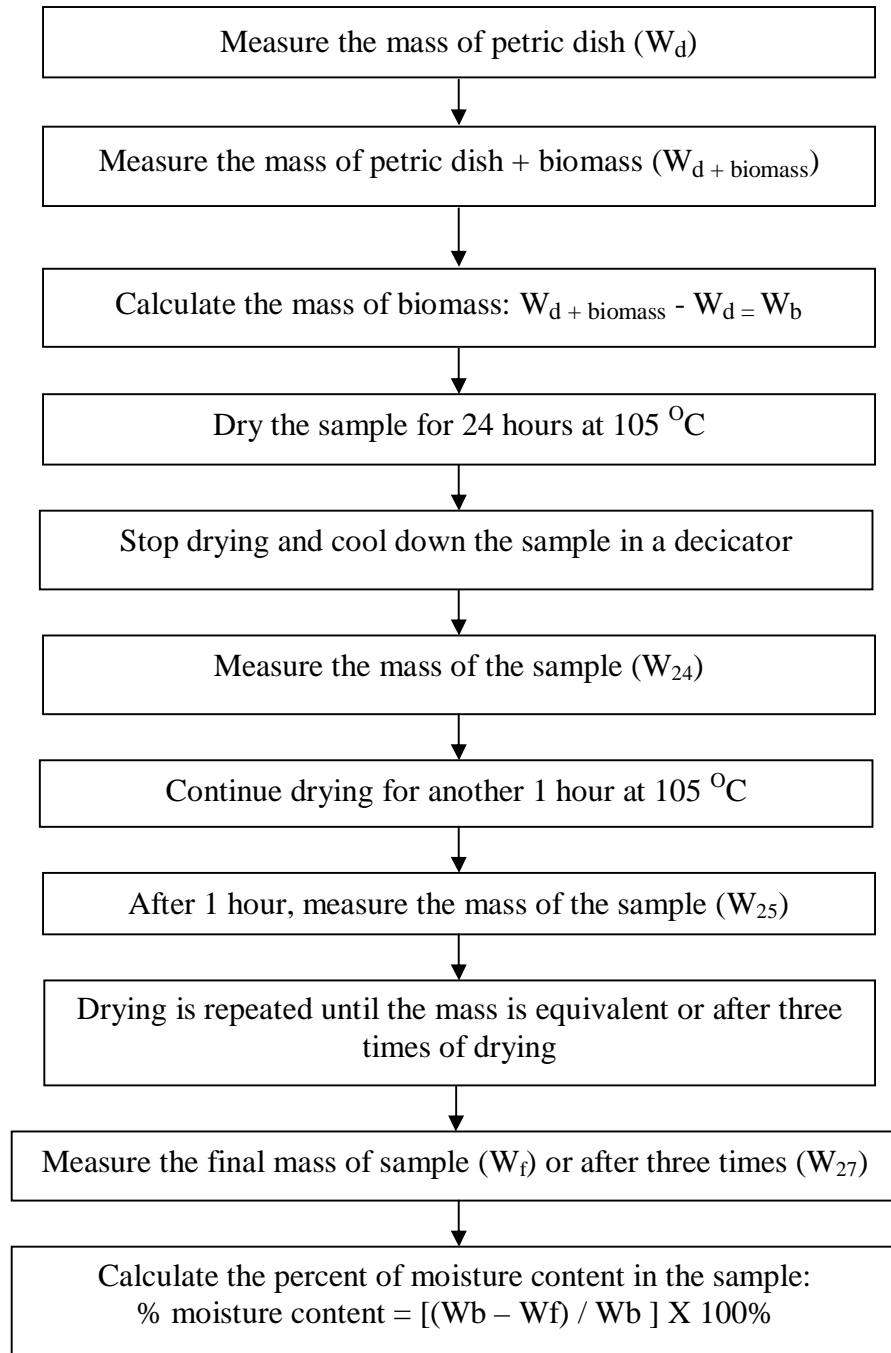 Measure the mass of petric dish (Wd)
Measure the mass of petric dish + biomass (Wd + biomass)
Calculate the mass of biomass: Wd + biomass - Wd = Wb
Dry the sample for 24 hours at 105 OC
Stop drying and cool down the sample in a decicator
Measure the mass of the sample (W24)
Continue drying for another 1 hour at 105 OC
After 1 hour, measure the mass of the sample (W25)
Drying is repeated until the mass is equivalent or after three
times of drying
Measure the final mass of sample (Wf) or after three times (W27)
Calculate the percent of moisture content in the sample:
% moisture content = [(Wb – Wf) / Wb ] X 100%